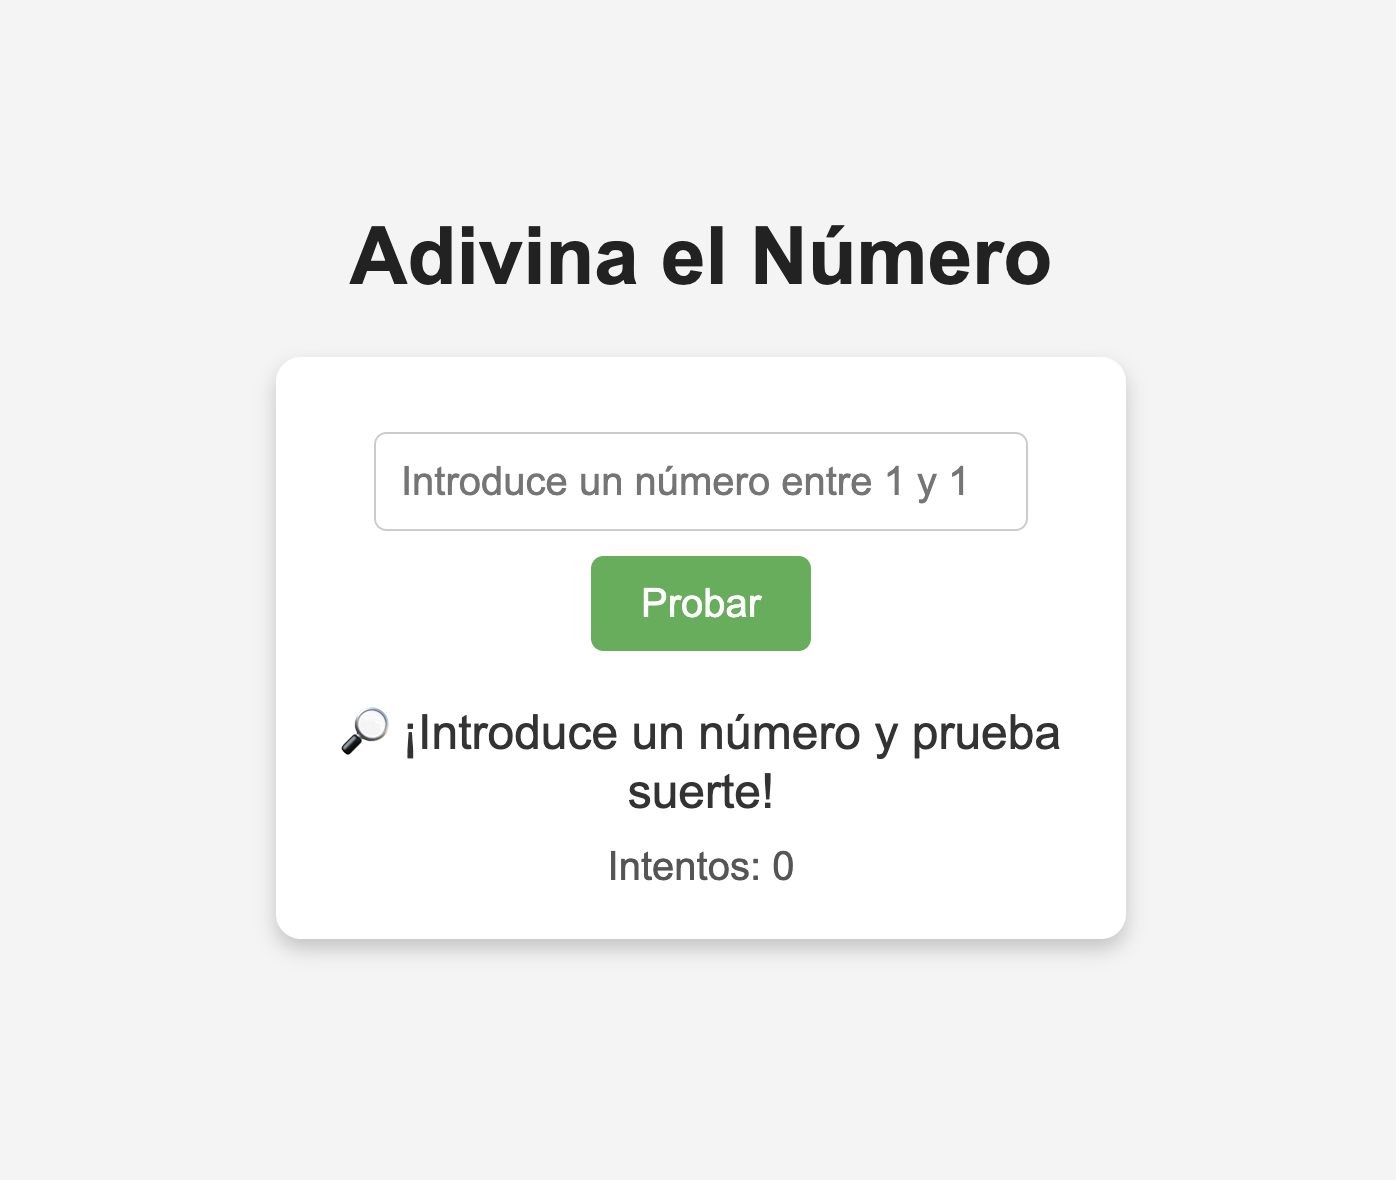 Adivina el Número
Introduce un número entre 1 y 1
Probar
🔎 ¡Introduce un número y prueba
suerte!
Intentos: 0